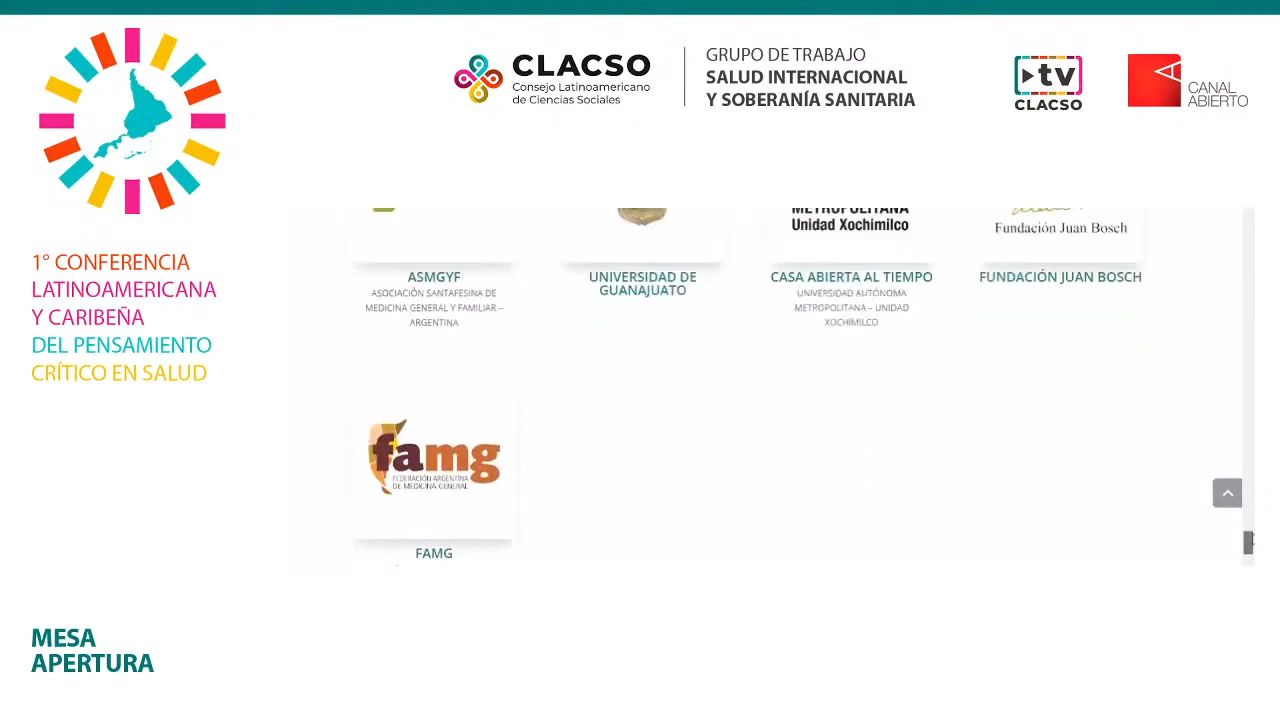 CLACSO
Consejo Latinoamericano
de Ciencias Sociales
GRUPO DE TRABAJO
SALUD INTERNACIONAL
Y SOBERANÍA SANITARIA
tv
CLACSO
CANAL
ABIERTO
1° CONFERENCIA
LATINOAMERICANA
Y CARIBEÑA
DEL PENSAMIENTO
CRÍTICO EN SALUD
METROPOLITANA
Unidad Xochimilco
Fundación Juan Bosch
ASMGYF
ASOCIACIÓN SANTAFESINA DE
MEDICINA GENERAL Y FAMILIAR –
ARGENTINA
UNIVERSIDAD DE
GUANAJUATO
CASA ABIERTA AL TIEMPO
UNIVERSIDAD AUTÓNOMA
METROPOLITANA – UNIDAD
XOCHIMILCO
FUNDACIÓN JUAN BOSCH
famg
FEDERACIÓN ARGENTINA
DE MEDICINA GENERAL
FAMG
MESA
APERTURA